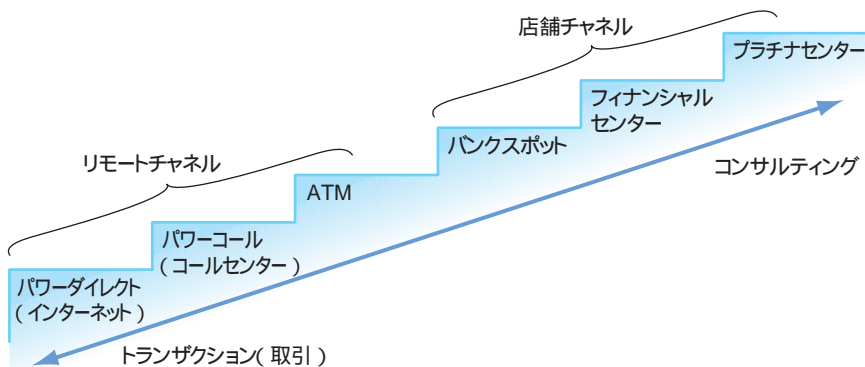 店舗チャネル
プラチナセンター
フィナンシャル
センター
バンクスポット
コンサルティング
リモートチャネル
ATM
パワーコール
(コールセンター)
パワーダイレクト
(インターネット)
トランザクション(取引)